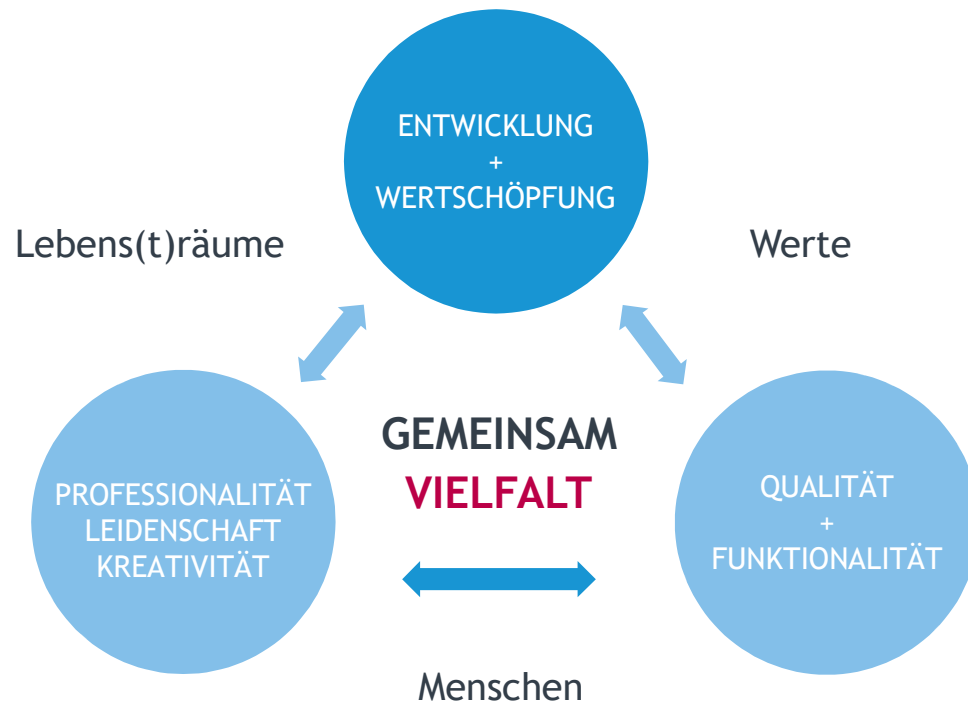 ENTWICKLUNG
+
WERTSCHÖPFUNG
Lebens(t)räume
Werte
GEMEINSAM
VIELFALT
PROFESSIONALITÄT
LEIDENSCHAFT
KREATIVITÄT
QUALITÄT
+
FUNKTIONALITÄT
Menschen